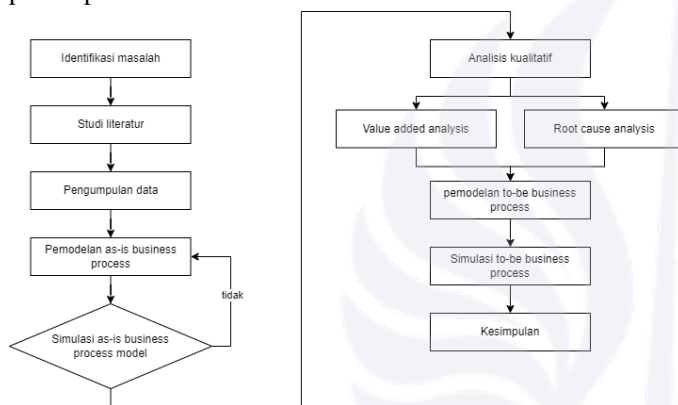 Identifikasi masalah
Studi literatur
Pengumpulan data
Pemodelan as-is business
process
tidak
Simulasi as-is business
process model
Analisis kualitatif
Value added analysis
Root cause analysis
pemodelan to-be business
process
Simulasi to-be business
process
Kesimpulan